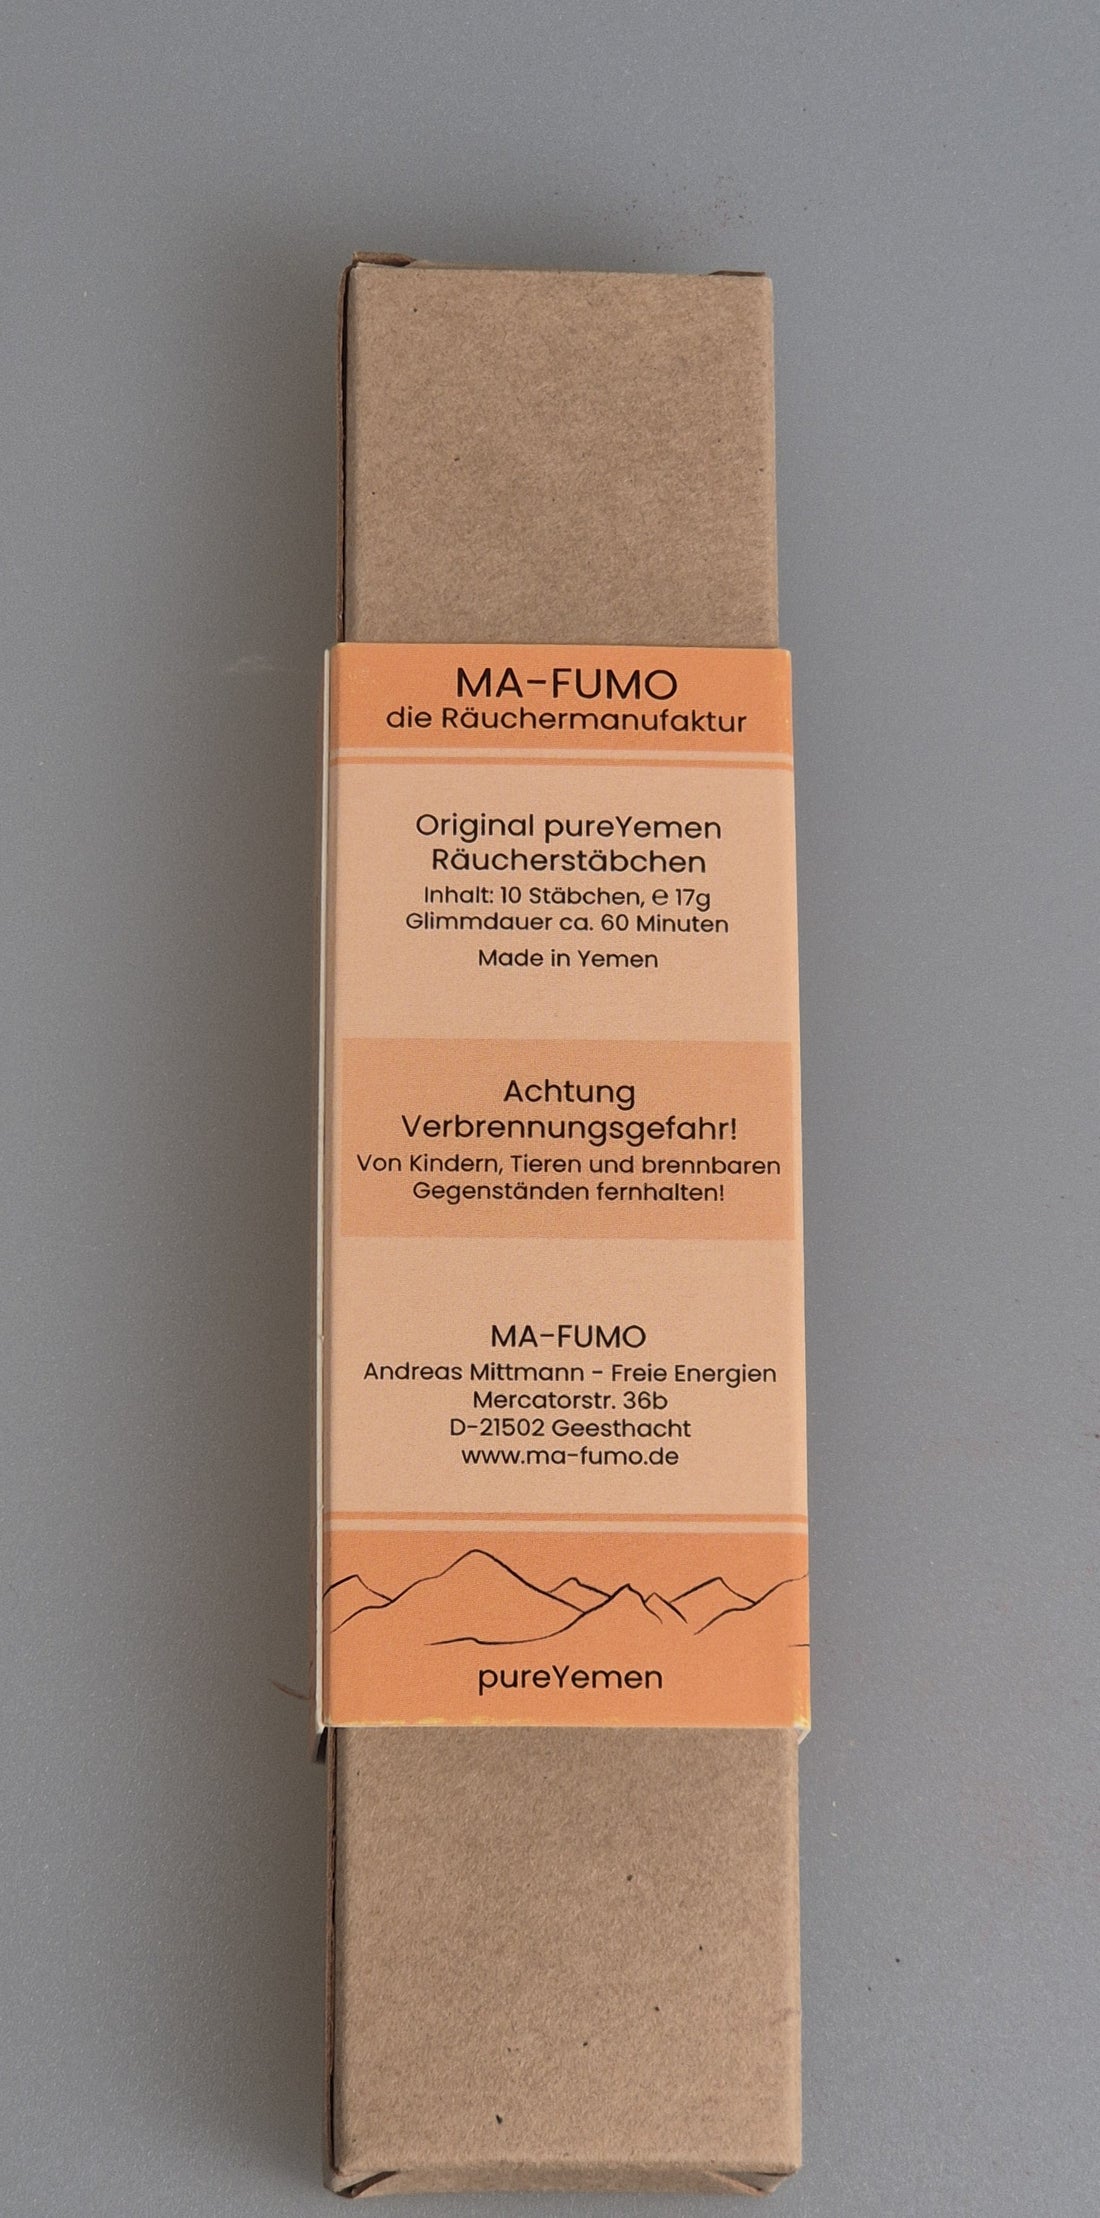 MA-FUMO
die Räuchermanufaktur
Original pureYemen
Räucherstäbchen
Inhalt: 10 Stäbchen, ℮ 17g
Glimmdauer ca. 60 Minuten
Made in Yemen
Achtung
Verbrennungsgefahr!
Von Kindern, Tieren und brennbaren
Gegenständen fernhalten!
MA-FUMO
Andreas Mittmann - Freie Energien
Mercatorstr. 36b
D-21502 Geesthacht
www.ma-fumo.de
pureYemen